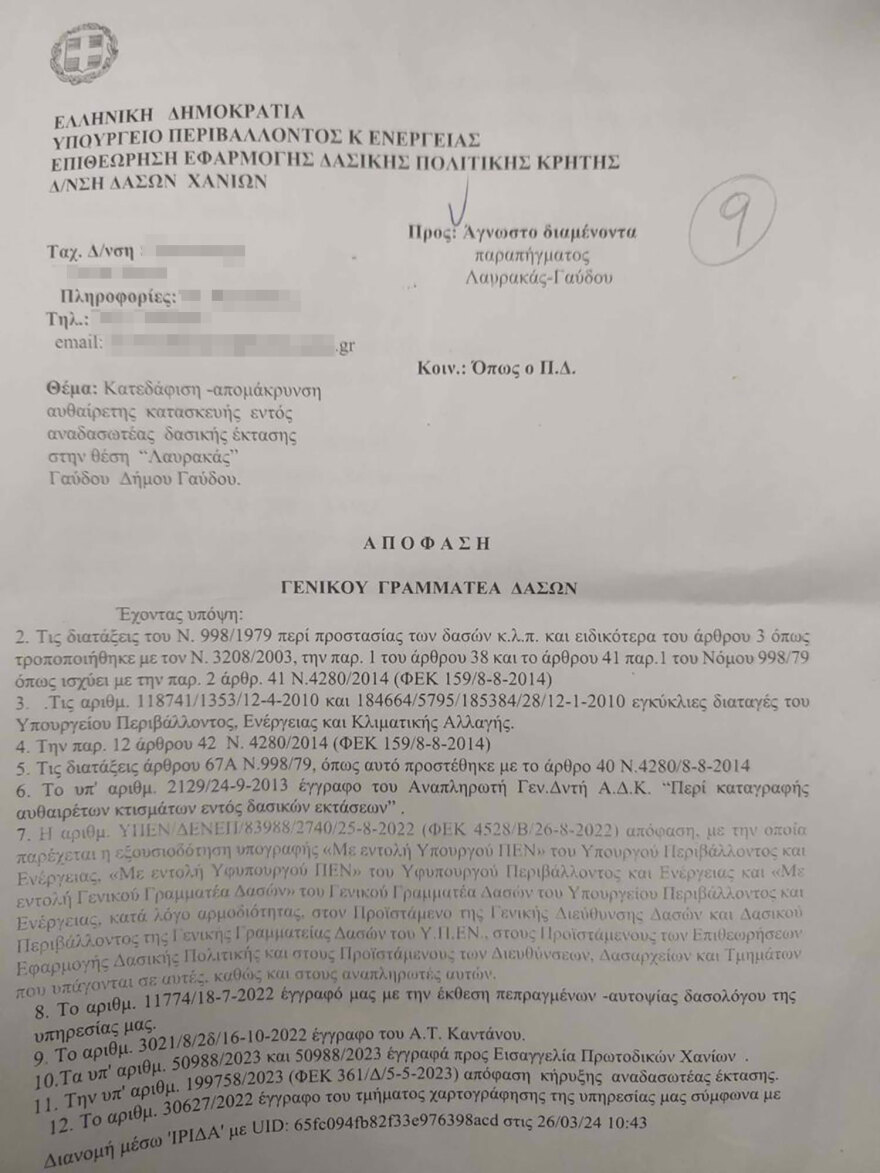 ΕΛΛΗΝΙΚΗ ΔΗΜΟΚΡΑΤΙΑ
ΥΠΟΥΡΓΕΙΟ ΠΕΡΙΒΑΛΛΟΝΤΟΣ Κ ΕΝΕΡΓΕΙΑΣ
ΕΠΙΘΕΩΡΗΣΗ ΕΦΑΡΜΟΓΗΣ ΔΑΣΙΚΗΣ ΠΟΛΙΤΙΚΗΣ ΚΡΗΤΗΣ
Δ/ΝΣΗ ΔΑΣΩΝ ΧΑΝΙΩΝ
9
Προς: Άγνωστο διαμένοντα
παραπήγματος
Λαυρακάς-Γαύδου
Ταχ. Δ/νση :
Πληροφορίες:
Τηλ.:
email: .gr
Κοιν.: Όπως ο Π.Δ.
Θέμα: Κατεδάφιση -απομάκρυνση
αυθαίρετης κατασκευής εντός
αναδασωτέας δασικής έκτασης
στην θέση “Λαυρακάς”
Γαύδου Δήμου Γαύδου.
Α Π Ο Φ Α Σ Η
ΓΕΝΙΚΟΥ ΓΡΑΜΜΑΤΕΑ ΔΑΣΩΝ
Έχοντας υπόψη:
2. Τις διατάξεις του Ν. 998/1979 περί προστασίας των δασών κ.λ.π. και ειδικότερα του άρθρου 3 όπως
τροποποιήθηκε με τον Ν. 3208/2003, την παρ. 1 του άρθρου 38 και το άρθρου 41 παρ.1 του Νόμου 998/79
όπως ισχύει με την παρ. 2 άρθρ. 41 Ν.4280/2014 (ΦΕΚ 159/8-8-2014)
3. .Τις αριθμ. 118741/1353/12-4-2010 και 184664/5795/185384/28/12-1-2010 εγκύκλιες διαταγές του
Υπουργείου Περιβάλλοντος, Ενέργειας και Κλιματικής Αλλαγής.
4. Την παρ. 12 άρθρου 42 Ν. 4280/2014 (ΦΕΚ 159/8-8-2014)
5. Τις διατάξεις άρθρου 67Α Ν.998/79, όπως αυτό προστέθηκε με το άρθρο 40 Ν.4280/8-8-2014
6. Το υπ' αριθμ. 2129/24-9-2013 έγγραφο του Αναπληρωτή Γεν.Δντή Α.Δ.Κ. “Περί καταγραφής
αυθαιρέτων κτισμάτων εντός δασικών εκτάσεων” .
7. Η αριθμ. ΥΠΕΝ/ΔΕΝΕΠ/83988/2740/25-8-2022 (ΦΕΚ 4528/Β/26-8-2022) απόφαση, με την οποία
παρέχεται η εξουσιοδότηση υπογραφής «Με εντολή Υπουργού ΠΕΝ» του Υπουργού Περιβάλλοντος και
Ενέργειας, «Με εντολή Υφυπουργού ΠΕΝ» του Υφυπουργού Περιβάλλοντος και Ενέργειας και «Με
εντολή Γενικού Γραμματέα Δασών» του Γενικού Γραμματέα Δασών του Υπουργείου Περιβάλλοντος και
Ενέργειας, κατά λόγο αρμοδιότητας, στον Προϊστάμενο της Γενικής Διεύθυνσης Δασών και Δασικού
Περιβάλλοντος της Γενικής Γραμματείας Δασών του Υ.Π.ΕΝ., στους Προϊστάμενους των Επιθεωρήσεων
Εφαρμογής Δασικής Πολιτικής και στους Προϊστάμενους των Διευθύνσεων, Δασαρχείων και Τμημάτων
που υπάγονται σε αυτές, καθώς και στους αναπληρωτές αυτών.
8. Το αριθμ. 11774/18-7-2022 έγγραφό μας με την έκθεση πεπραγμένων -αυτοψίας δασολόγου της
υπηρεσίας μας.
9. Το αριθμ. 3021/8/2δ/16-10-2022 έγγραφο του Α.Τ. Καντάνου.
10.Τα υπ' αριθμ. 50988/2023 και 50988/2023 έγγραφά προς Εισαγγελία Πρωτοδικών Χανίων .
11. Την υπ' αριθμ. 199758/2023 (ΦΕΚ 361/Δ/5-5-2023) απόφαση κήρυξης αναδασωτέας έκτασης.
12. Το αριθμ. 30627/2022 έγγραφο του τμήματος χαρτογράφησης της υπηρεσίας μας σύμφωνα με
Διανομή μέσω 'ΙΡΙΔΑ' με UID: 65fc094fb82f33e976398acd στις 26/03/24 10:43